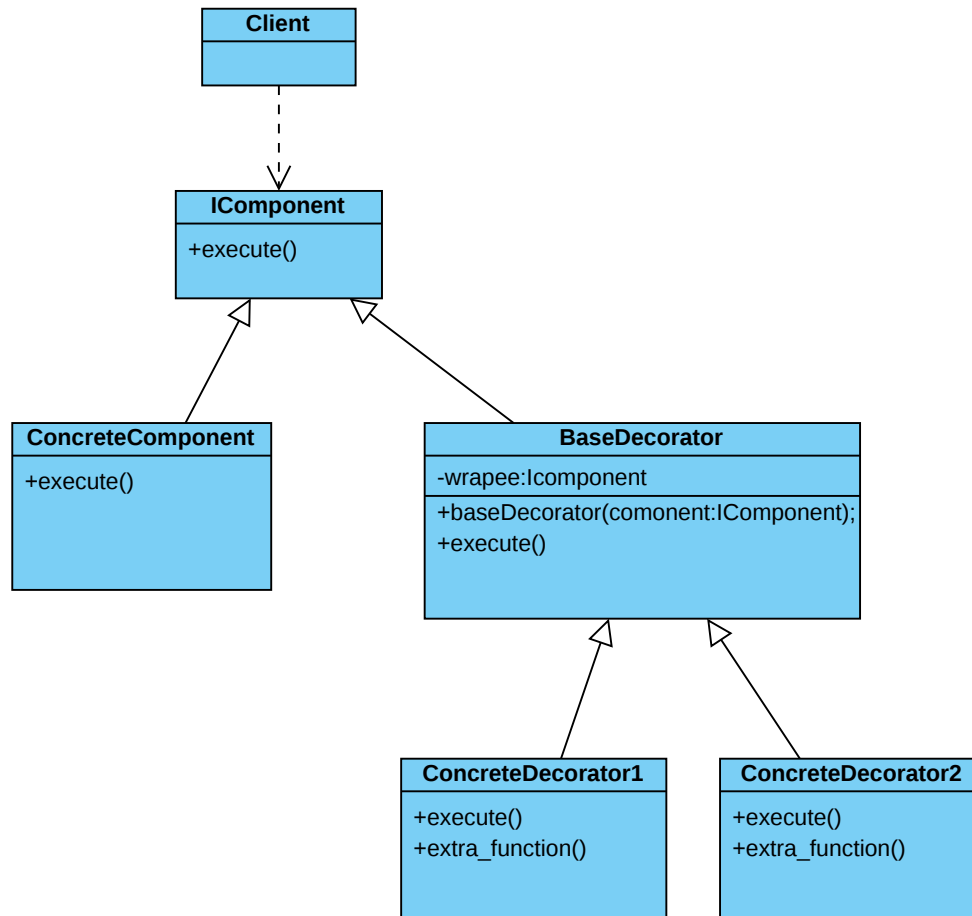 Client
IComponent
+execute()
ConcreteComponent
+execute()
BaseDecorator
-wrapee:Icomponent
+baseDecorator(comonent:IComponent);
+execute()
ConcreteDecorator1
+execute()
+extra_function()
ConcreteDecorator2
+execute()
+extra_function()